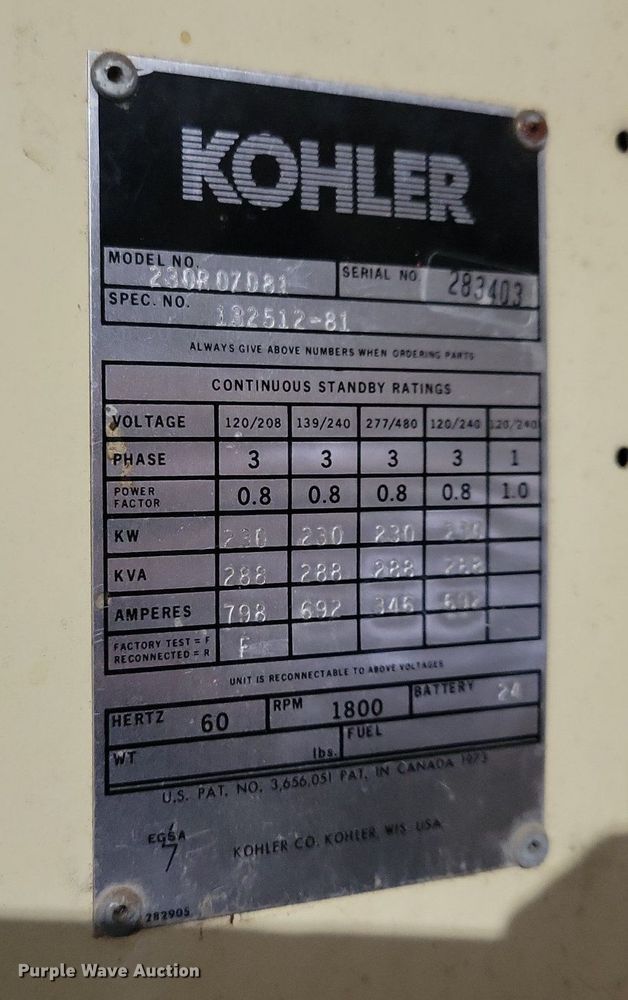 KOHLER
MODEL NO. 230R07D81 SERIAL NO. 283403
SPEC. NO. 132512-81
ALWAYS GIVE ABOVE NUMBERS WHEN ORDERING PARTS
CONTINUOUS STANDBY RATINGS
VOLTAGE 120/208 139/240 277/480 120/240 120/240
PHASE 3 3 3 3 1
POWER FACTOR 0.8 0.8 0.8 0.8 1.0
KW 230 230 230 230
KVA 288 288 288 288
AMPERES 798 692 346 692
FACTORY TEST = F F
RECONNECTED = R
UNIT IS RECONNECTABLE TO ABOVE VOLTAGES
HERTZ 60 RPM 1800 BATTERY 24
WT lbs. FUEL
U.S. PAT. NO. 3,656,051 PAT. IN CANADA 1973
EGSA
KOHLER CO. KOHLER, WIS. USA
282905
Purple Wave Auction